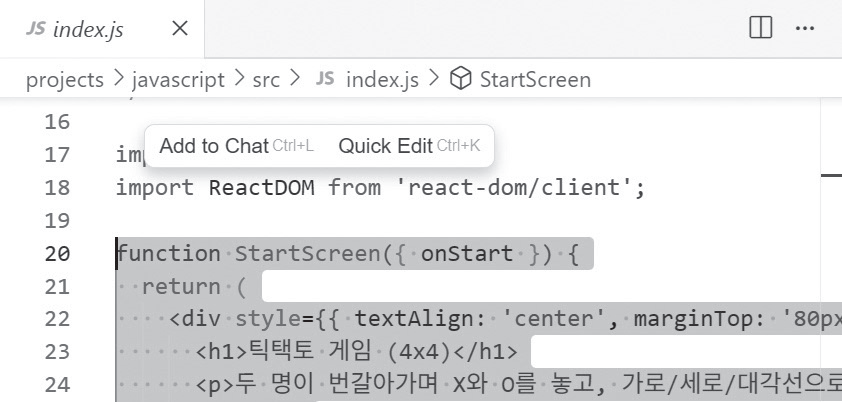 JS index.js
projects > javascript > src > JS index.js > StartScreen
16
17 imp
Add to Chat Ctrl+L Quick Edit Ctrl+K
18 import ReactDOM from 'react-dom/client';
19
20 function StartScreen({ onStart }) {
21 return (
22 <div style={{ textAlign: 'center', marginTop: '80px
23 <h1>틱택토 게임 (4x4)</h1>
24 <p>두 명이 번갈아가며 X와 O를 놓고, 가로/세로/대각선으로